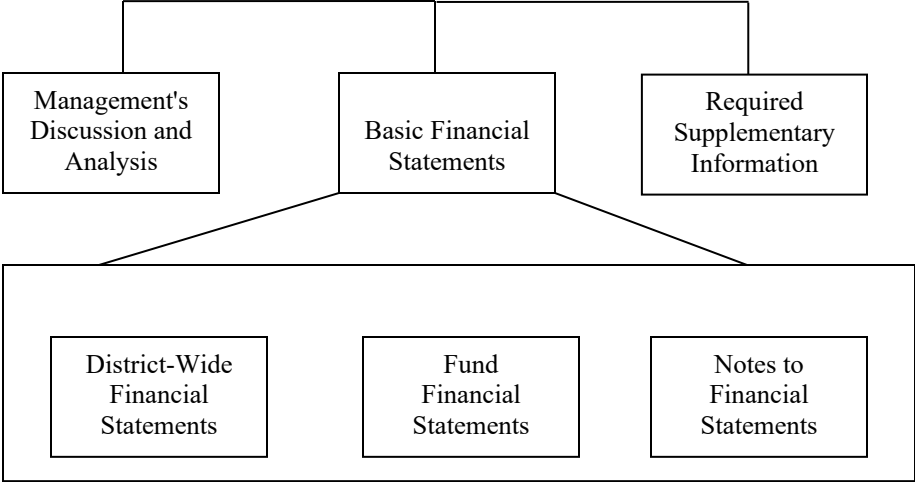 Management's
Discussion and
Analysis
Basic Financial
Statements
Required
Supplementary
Information
District-Wide
Financial
Statements
Fund
Financial
Statements
Notes to
Financial
Statements